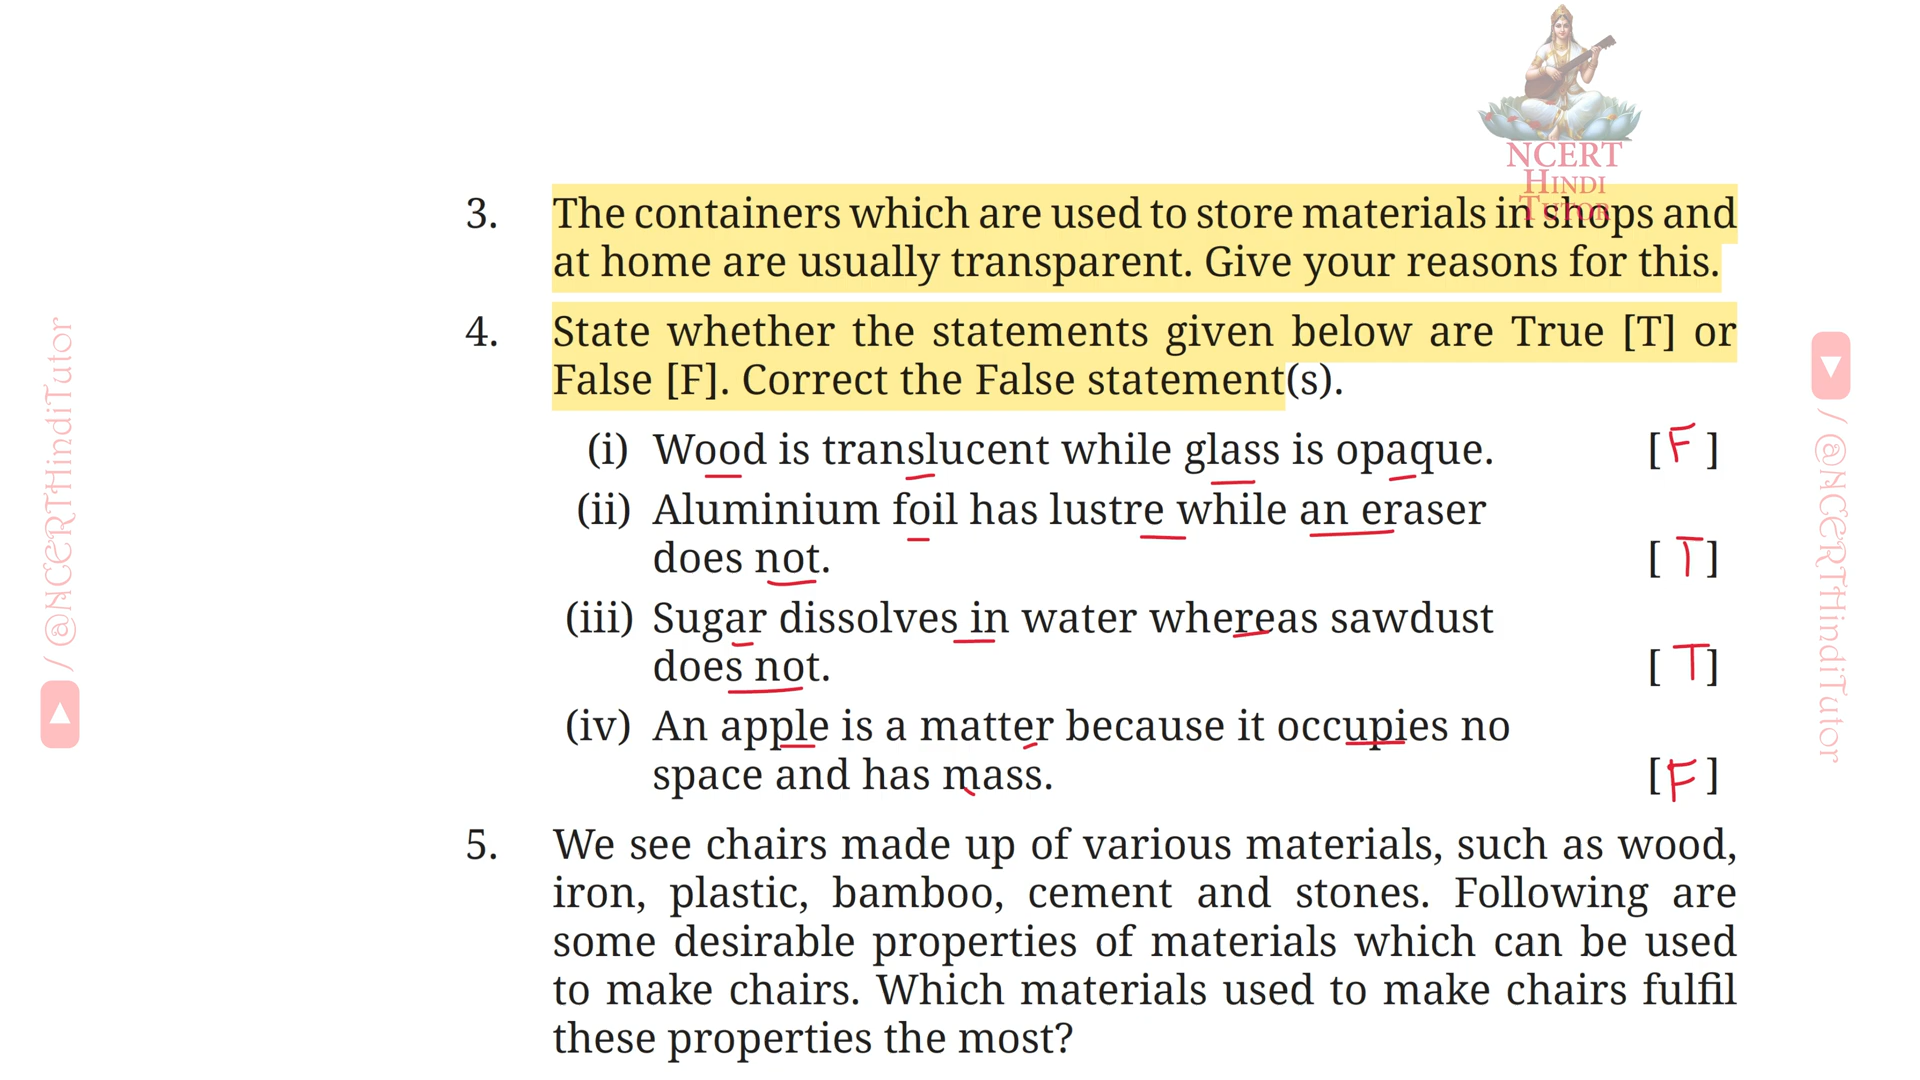 NCERT
HINDI
TUTOR
3. The containers which are used to store materials in shops and
at home are usually transparent. Give your reasons for this.
4. State whether the statements given below are True [T] or
False [F]. Correct the False statement(s).
(i) Wood is translucent while glass is opaque. [F]
(ii) Aluminium foil has lustre while an eraser
does not. [T]
(iii) Sugar dissolves in water whereas sawdust
does not. [T]
(iv) An apple is a matter because it occupies no
space and has mass. [F]
5. We see chairs made up of various materials, such as wood,
iron, plastic, bamboo, cement and stones. Following are
some desirable properties of materials which can be used
to make chairs. Which materials used to make chairs fulfil
these properties the most?
/ @NCERTHindiTutor
/ @NCERTHindiTutor